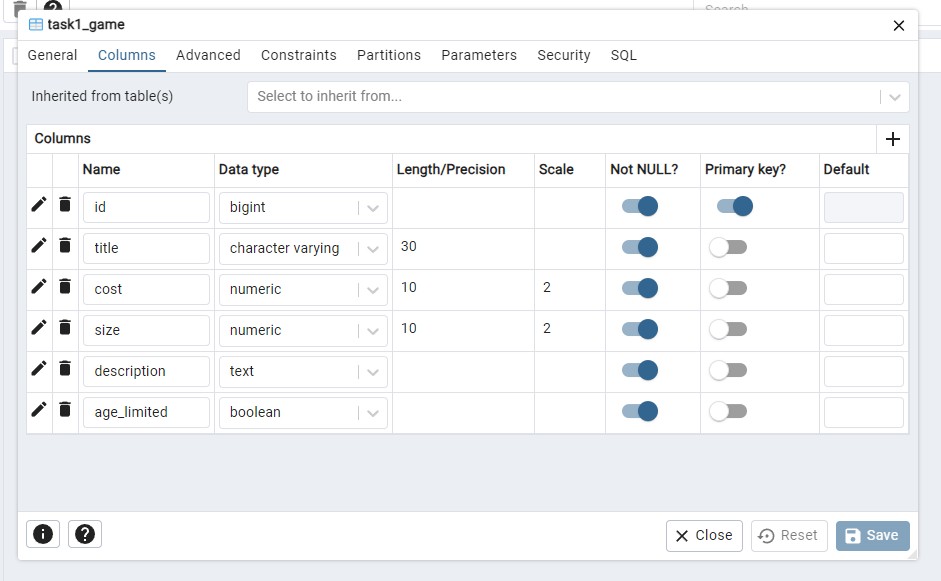 Search
task1_game
General Columns Advanced Constraints Partitions Parameters Security SQL
Inherited from table(s) Select to inherit from...
Columns
Name Data type Length/Precision Scale Not NULL? Primary key? Default
id bigint
title character varying 30
cost numeric 10 2
size numeric 10 2
description text
age_limited boolean
Close Reset Save